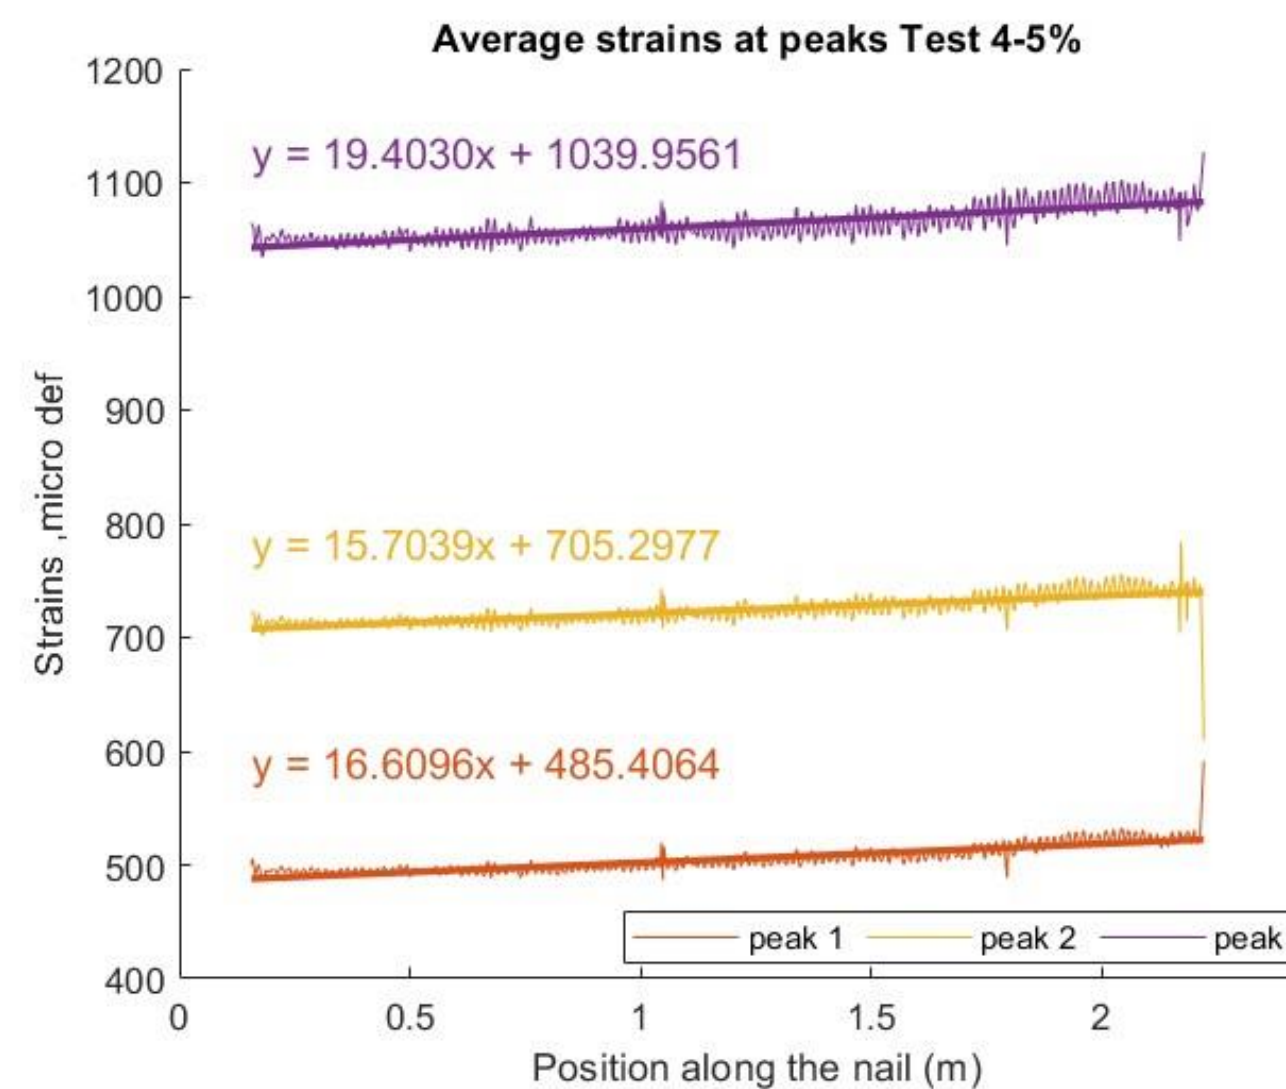 Average strains at peaks Test 4-5%
1200
1100
1000
900
800
700
600
500
400
Strains ,micro def
y = 19.4030x + 1039.9561
y = 15.7039x + 705.2977
y = 16.6096x + 485.4064
peak 1 peak 2 peak
0 0.5 1 1.5 2
Position along the nail (m)